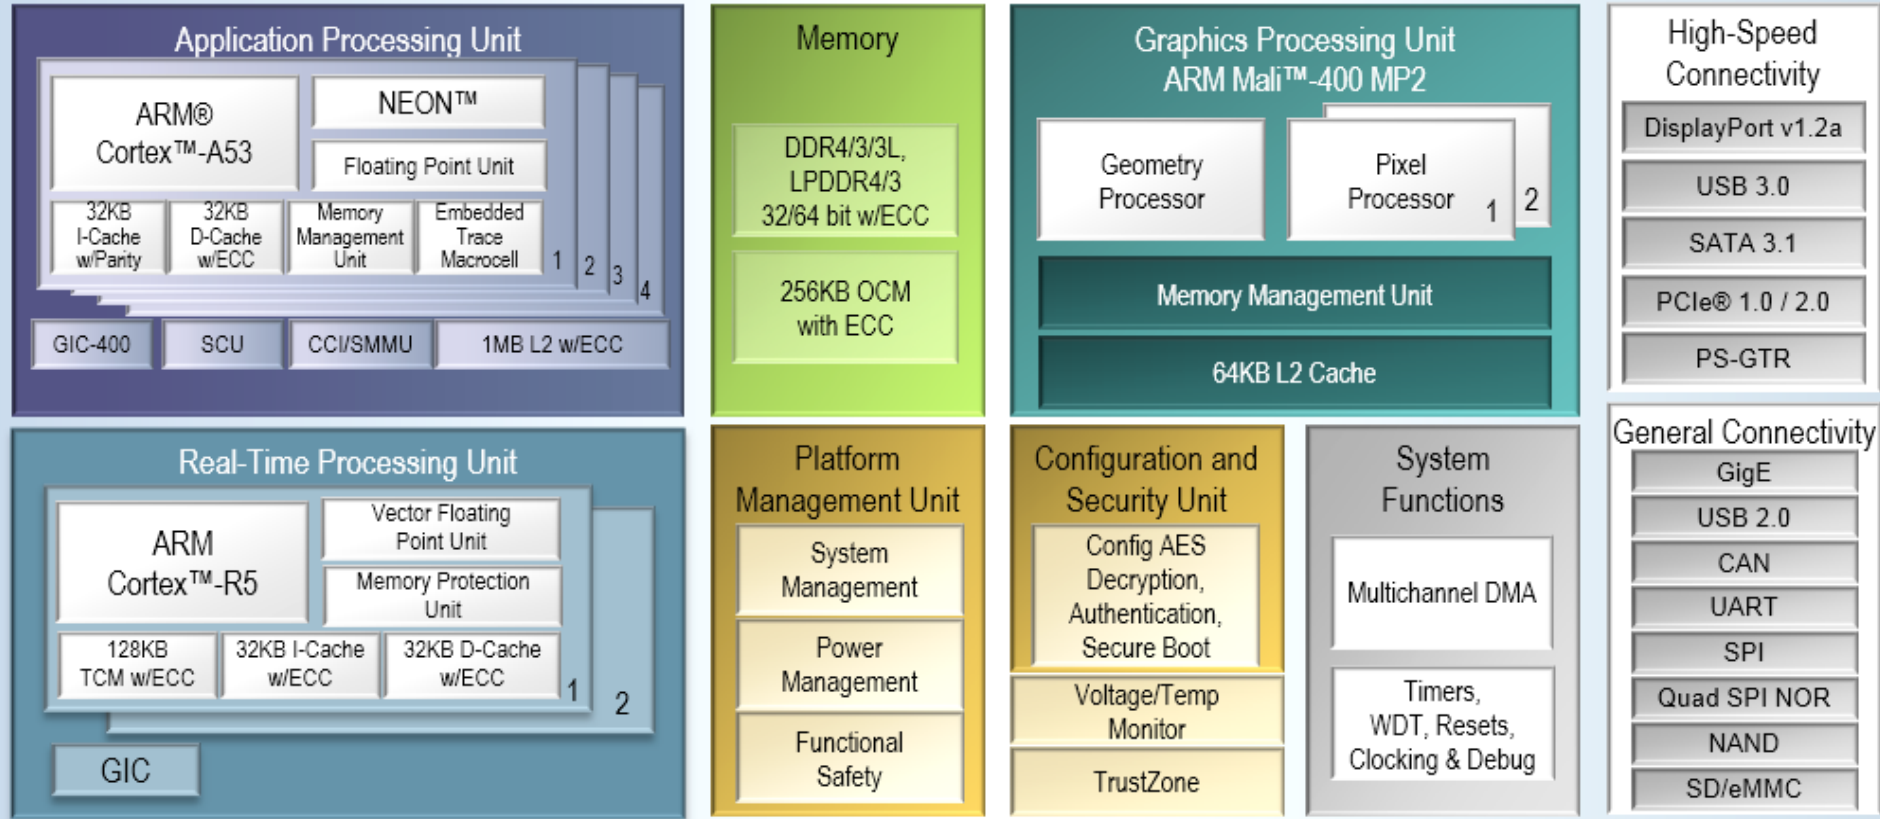 Application Processing Unit
ARM®
Cortex™-A53
NEON™
Floating Point Unit
32KB
I-Cache
w/Parity
32KB
D-Cache
w/ECC
Memory
Management
Unit
Embedded
Trace
Macrocell
1
2
3
4
GIC-400
SCU
CCI/SMMU
1MB L2 w/ECC
Memory
DDR4/3/3L,
LPDDR4/3
32/64 bit w/ECC
256KB OCM
with ECC
Graphics Processing Unit
ARM Mali™-400 MP2
Geometry
Processor
Pixel
Processor
1
2
Memory Management Unit
64KB L2 Cache
High-Speed
Connectivity
DisplayPort v1.2a
USB 3.0
SATA 3.1
PCIe® 1.0 / 2.0
PS-GTR
Real-Time Processing Unit
ARM
Cortex™-R5
Vector Floating
Point Unit
Memory Protection
Unit
128KB
TCM w/ECC
32KB I-Cache
w/ECC
32KB D-Cache
w/ECC
1
2
GIC
Platform
Management Unit
System
Management
Power
Management
Functional
Safety
Configuration and
Security Unit
Config AES
Decryption,
Authentication,
Secure Boot
Voltage/Temp
Monitor
TrustZone
System
Functions
Multichannel DMA
Timers,
WDT, Resets,
Clocking & Debug
General Connectivity
GigE
USB 2.0
CAN
UART
SPI
Quad SPI NOR
NAND
SD/eMMC